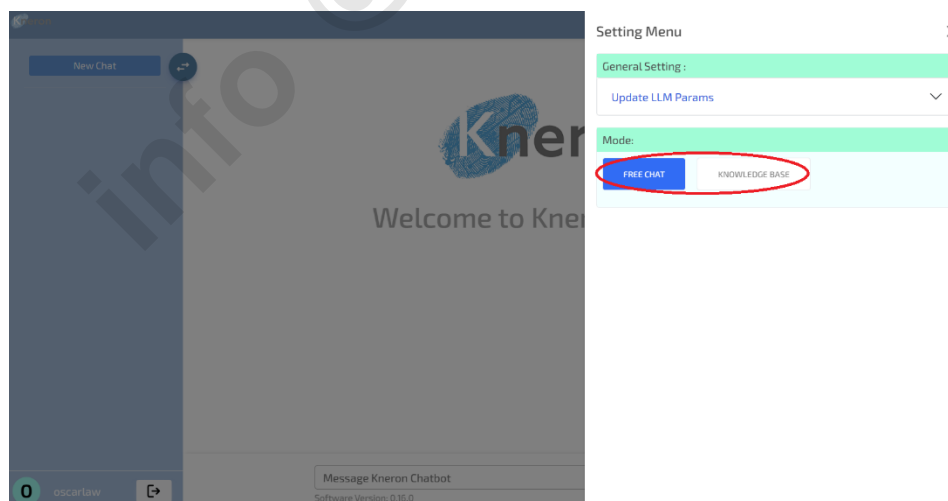 New Chat
Kner
Welcome to Kner
Message Kneron Chatbot
Software Version: 0.16.0
O
oscarlaw
Setting Menu
General Setting :
Update LLM Params
Mode:
FREE CHAT
KNOWLEDGE BASE
info @